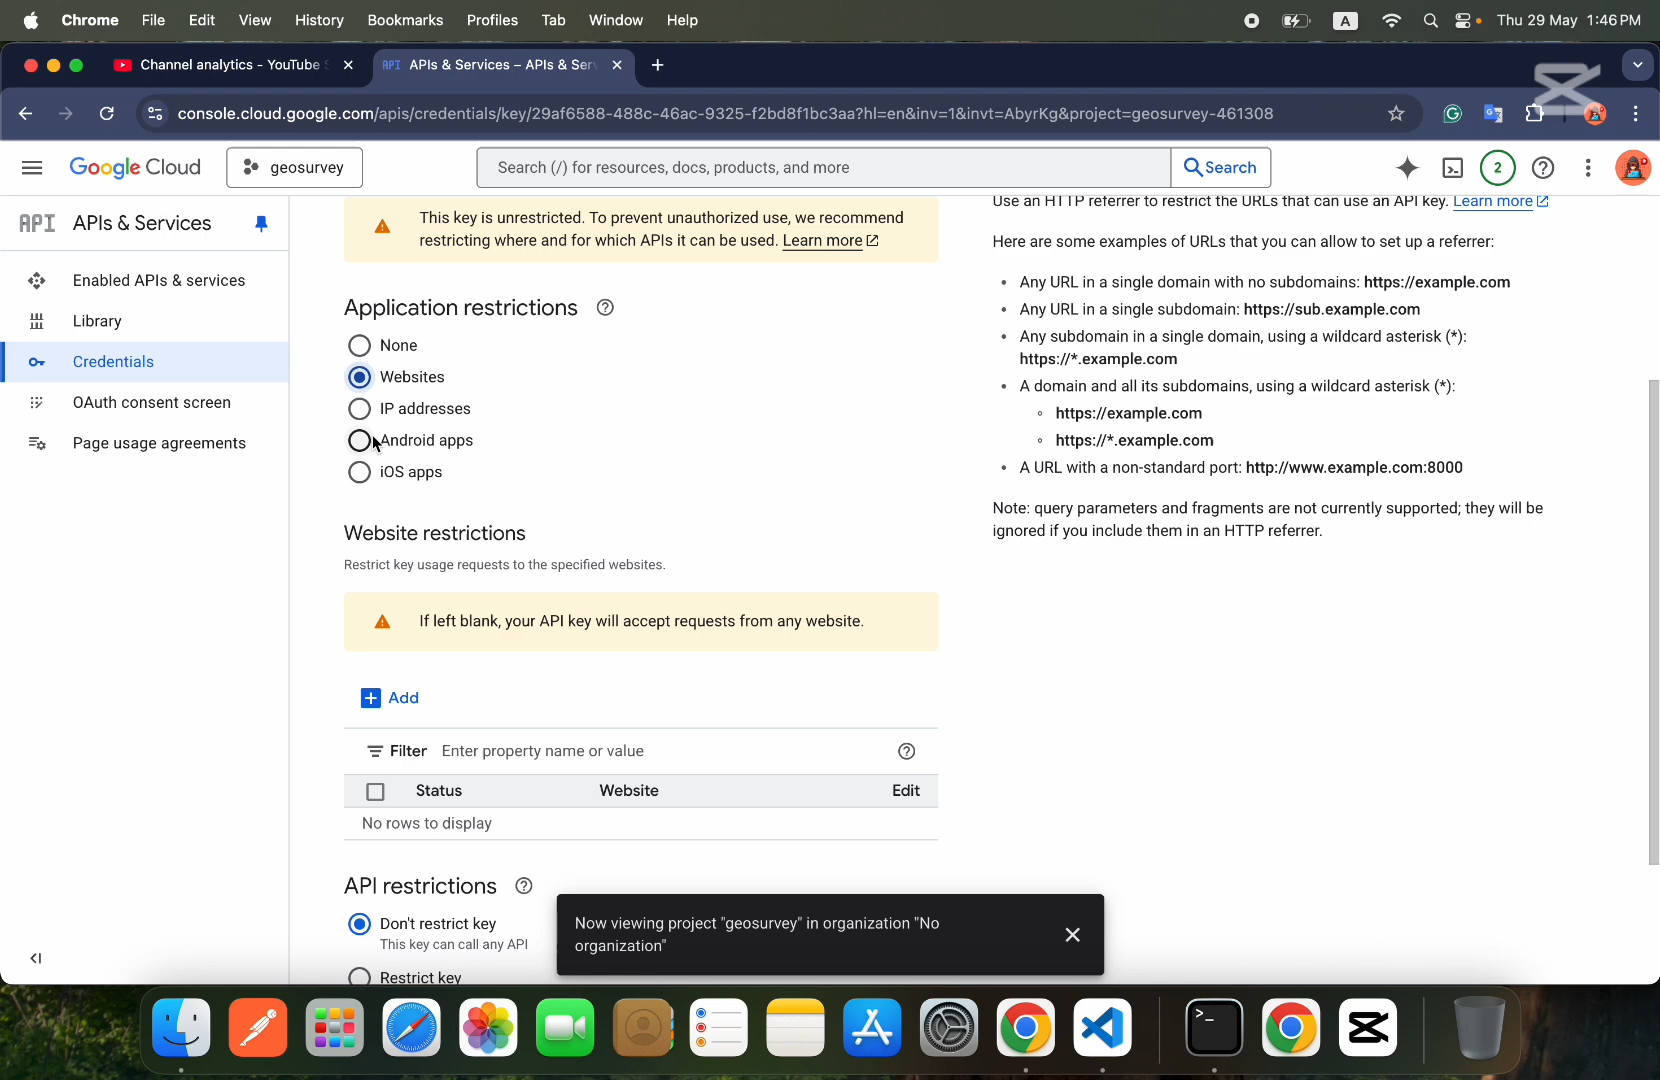 Chrome File Edit View History Bookmarks Profiles Tab Window Help A Thu 29 May 1:46 PM
Channel analytics - YouTube API APIs & Services – APIs & Ser
console.cloud.google.com/apis/credentials/key/29af6588-488c-46ac-9325-f2bd8f1bc3aa?hl=en&inv=1&invt=AbyrKg&project=geosurvey-461308
Google Cloud geosurvey Search (/) for resources, docs, products, and more Search 2
API APIs & Services
Enabled APIs & services
Library
Credentials
OAuth consent screen
Page usage agreements
This key is unrestricted. To prevent unauthorized use, we recommend
restricting where and for which APIs it can be used. Learn more
Application restrictions
None
Websites
IP addresses
Android apps
iOS apps
Website restrictions
Restrict key usage requests to the specified websites.
If left blank, your API key will accept requests from any website.
Add
Filter Enter property name or value
Status Website Edit
No rows to display
API restrictions
Don't restrict key
This key can call any API
Restrict key
Use an HTTP referrer to restrict the URLs that can use an API key. Learn more
Here are some examples of URLs that you can allow to set up a referrer:
• Any URL in a single domain with no subdomains: https://example.com
• Any URL in a single subdomain: https://sub.example.com
• Any subdomain in a single domain, using a wildcard asterisk (*):
https://*.example.com
• A domain and all its subdomains, using a wildcard asterisk (*):
◦ https://example.com
◦ https://*.example.com
• A URL with a non-standard port: http://www.example.com:8000
Note: query parameters and fragments are not currently supported; they will be
ignored if you include them in an HTTP referrer.
Now viewing project "geosurvey" in organization "No
organization"